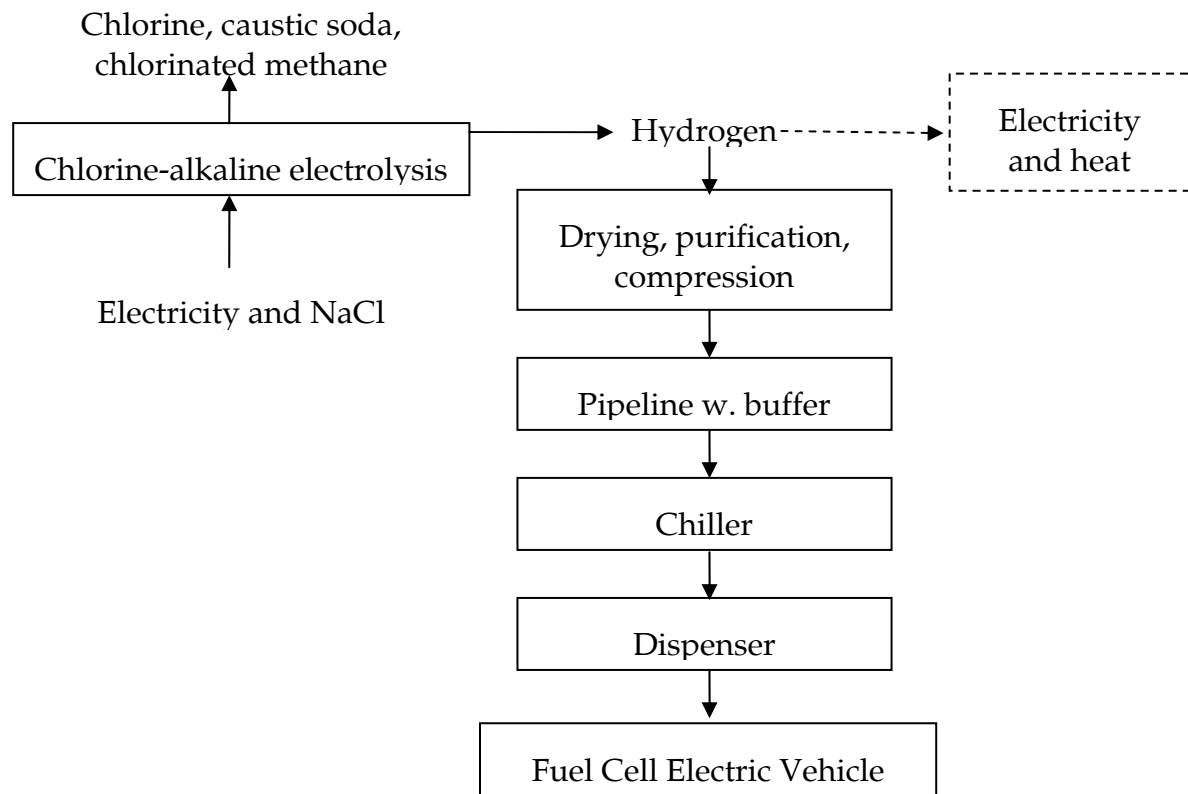 Chlorine, caustic soda,
chlorinated methane
Chlorine-alkaline electrolysis
Electricity and NaCl
Hydrogen
Electricity
and heat
Drying, purification,
compression
Pipeline w. buffer
Chiller
Dispenser
Fuel Cell Electric Vehicle